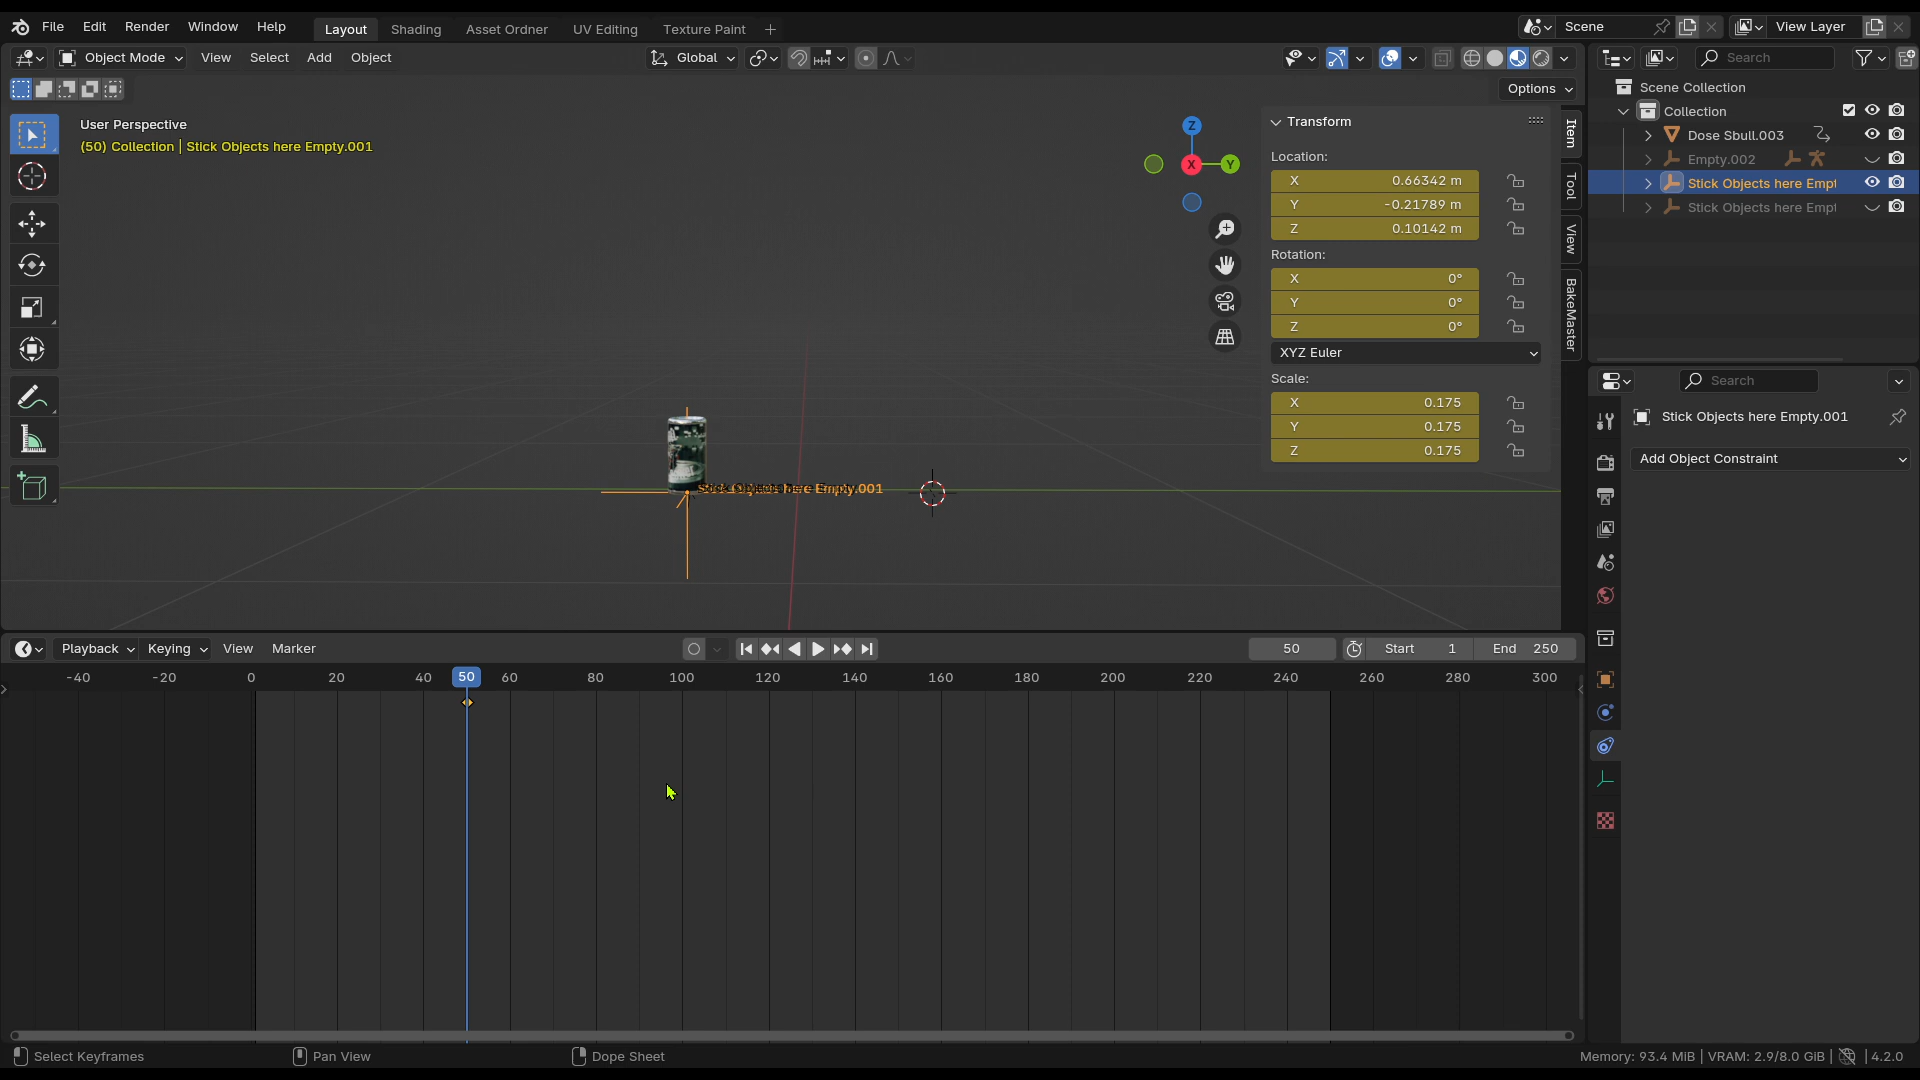 File Edit Render Window Help Layout Shading Asset Ordner UV Editing Texture Paint + Scene View Layer
Object Mode View Select Add Object Global Search
Options
Scene Collection
Collection
Dose Sbull.003
Empty.002
Stick Objects here Empt
Stick Objects here Empt
User Perspective
(50) Collection | Stick Objects here Empty.001
Z
X
Y
Transform
Location:
X 0.66342 m
Y -0.21789 m
Z 0.10142 m
Rotation:
X 0°
Y 0°
Z 0°
XYZ Euler
Scale:
X 0.175
Y 0.175
Z 0.175
Item
Tool
View
BakeMaster
Stick Objects here Empty.001
Search
Stick Objects here Empty.001
Add Object Constraint
Playback Keying View Marker 50 Start 1 End 250
-40 -20 0 20 40 50 60 80 100 120 140 160 180 200 220 240 260 280 300
Select Keyframes Pan View Dope Sheet Memory: 93.4 MiB | VRAM: 2.9/8.0 GiB | 4.2.0